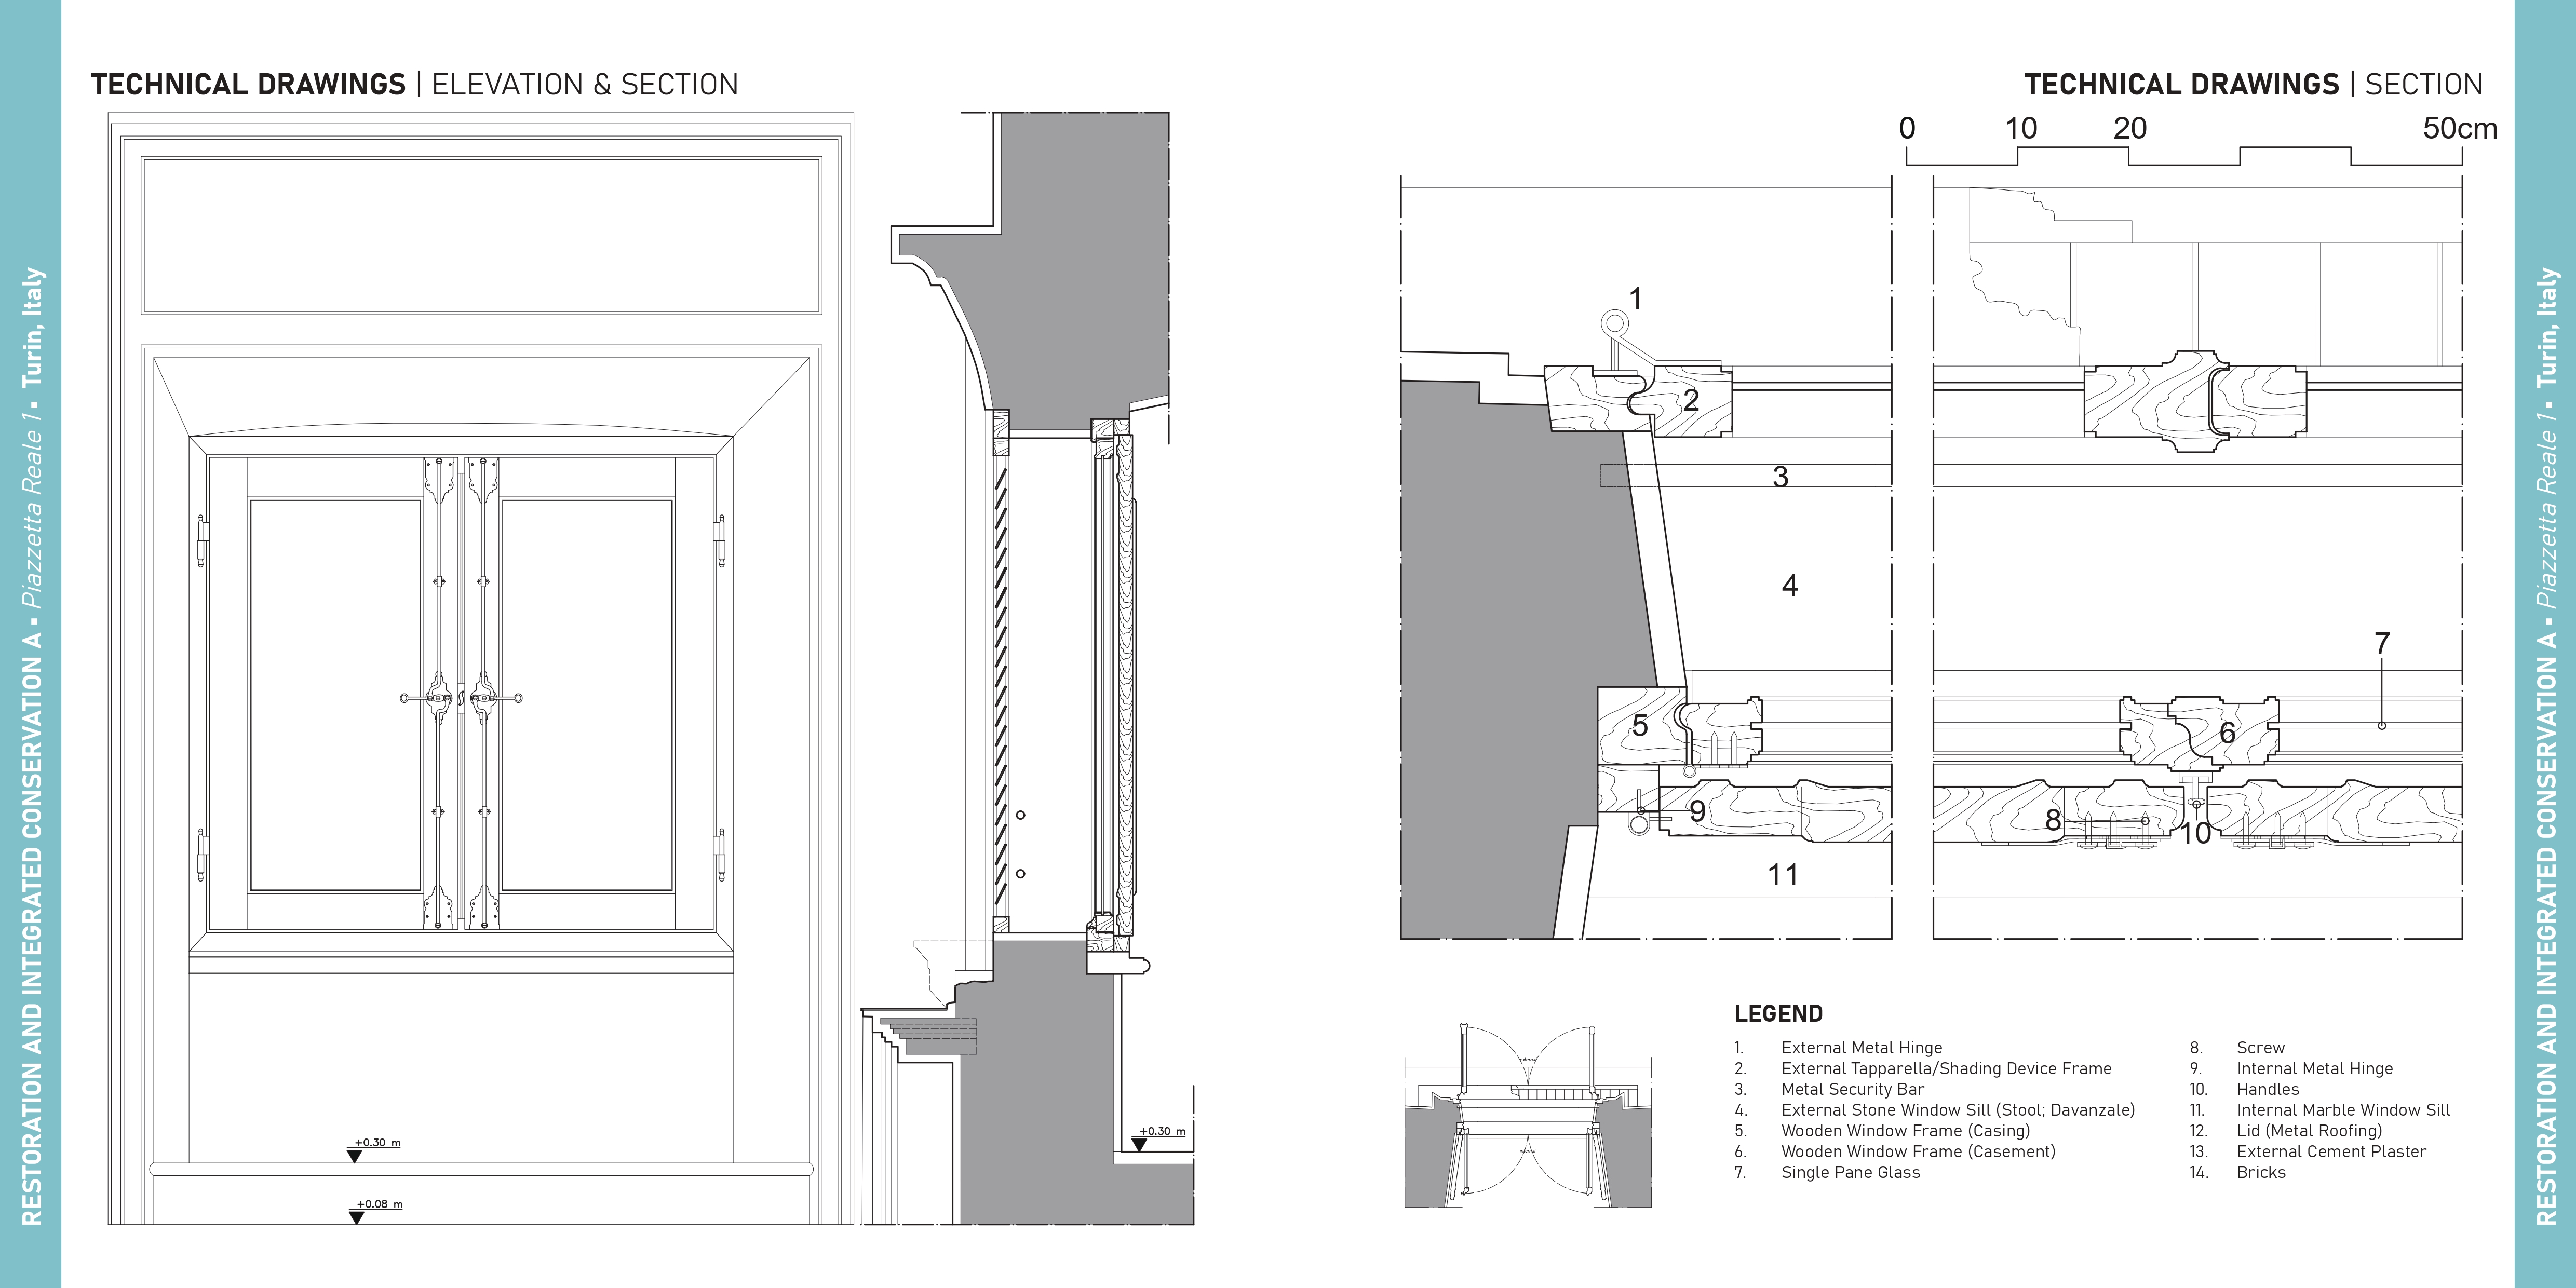 RESTORATION AND INTEGRATED CONSERVATION A ▪ Piazzetta Reale 1 ▪ Turin, Italy
TECHNICAL DRAWINGS | ELEVATION & SECTION
+0.30 m
+0.08 m
+0.30 m
TECHNICAL DRAWINGS | SECTION
0 10 20 50cm
1
2
3
4
7
5
6
9
8
10
11
external
internal
LEGEND
1. External Metal Hinge
2. External Tapparella/Shading Device Frame
3. Metal Security Bar
4. External Stone Window Sill (Stool; Davanzale)
5. Wooden Window Frame (Casing)
6. Wooden Window Frame (Casement)
7. Single Pane Glass
8. Screw
9. Internal Metal Hinge
10. Handles
11. Internal Marble Window Sill
12. Lid (Metal Roofing)
13. External Cement Plaster
14. Bricks
RESTORATION AND INTEGRATED CONSERVATION A ▪ Piazzetta Reale 1 ▪ Turin, Italy